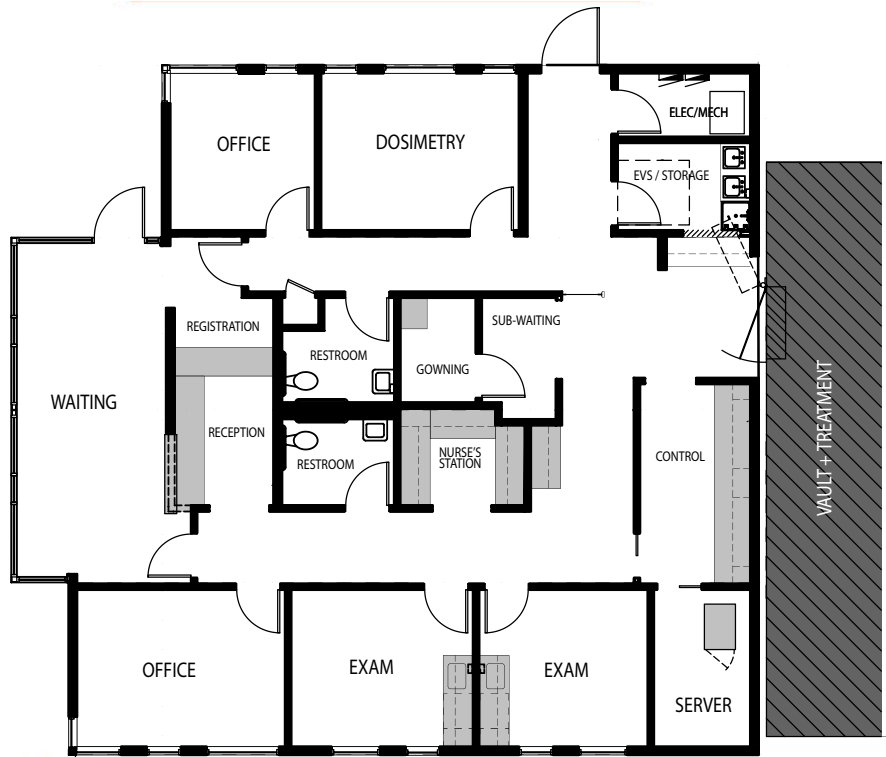 ELEC/MECH
OFFICE
DOSIMETRY
EVS / STORAGE
REGISTRATION
SUB-WAITING
RESTROOM
GOWNING
WAITING
RECEPTION
RESTROOM
NURSE'S
STATION
CONTROL
VAULT + TREATMENT
OFFICE
EXAM
EXAM
SERVER